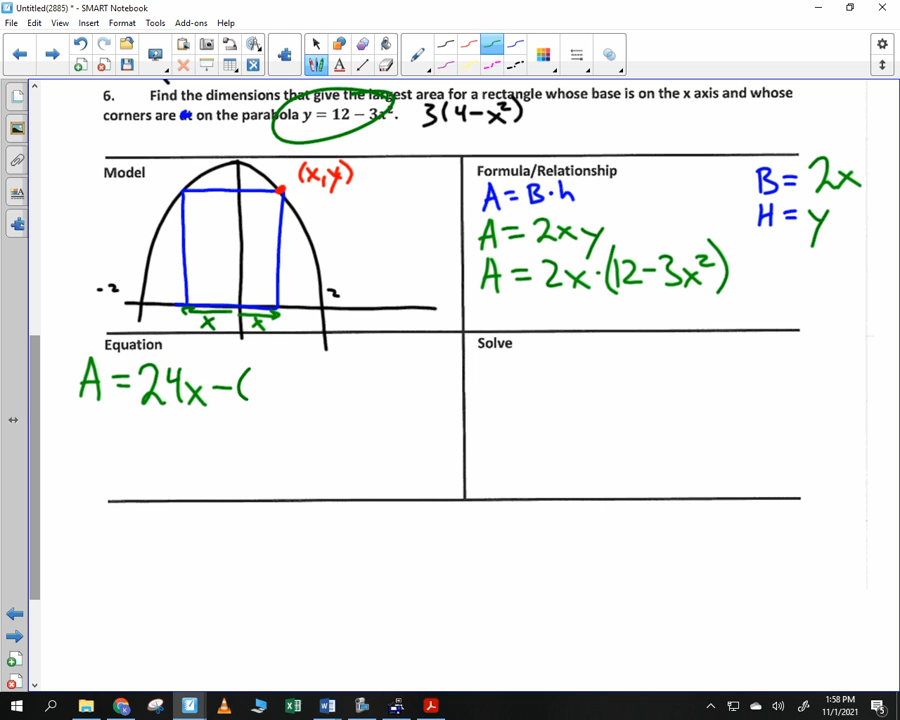 Untitled(2885) * - SMART Notebook
File Edit View Insert Format Tools Add-ons Help
6. Find the dimensions that give the largest area for a rectangle whose base is on the x axis and whose
corners are on the parabola y = 12 − 3x². 3(4-x²)
Model
(x,y)
-2
2
x x
Formula/Relationship
A = B·h
A = 2xy
A = 2x·(12-3x²)
B = 2x
H = y
Equation
A = 24x - (
Solve
1:58 PM
11/1/2021
5